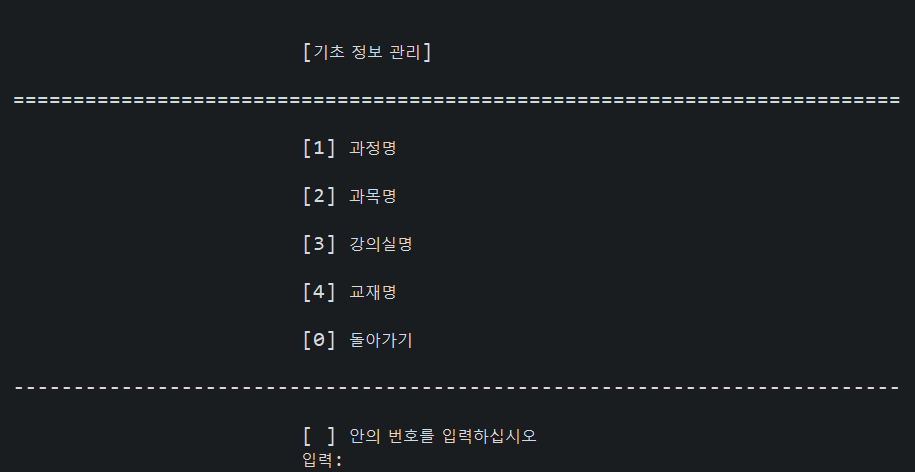 [기초 정보 관리]
==========================================================================
[1] 과정명
[2] 과목명
[3] 강의실명
[4] 교재명
[0] 돌아가기
--------------------------------------------------------------------------
[ ] 안의 번호를 입력하십시오
입력: